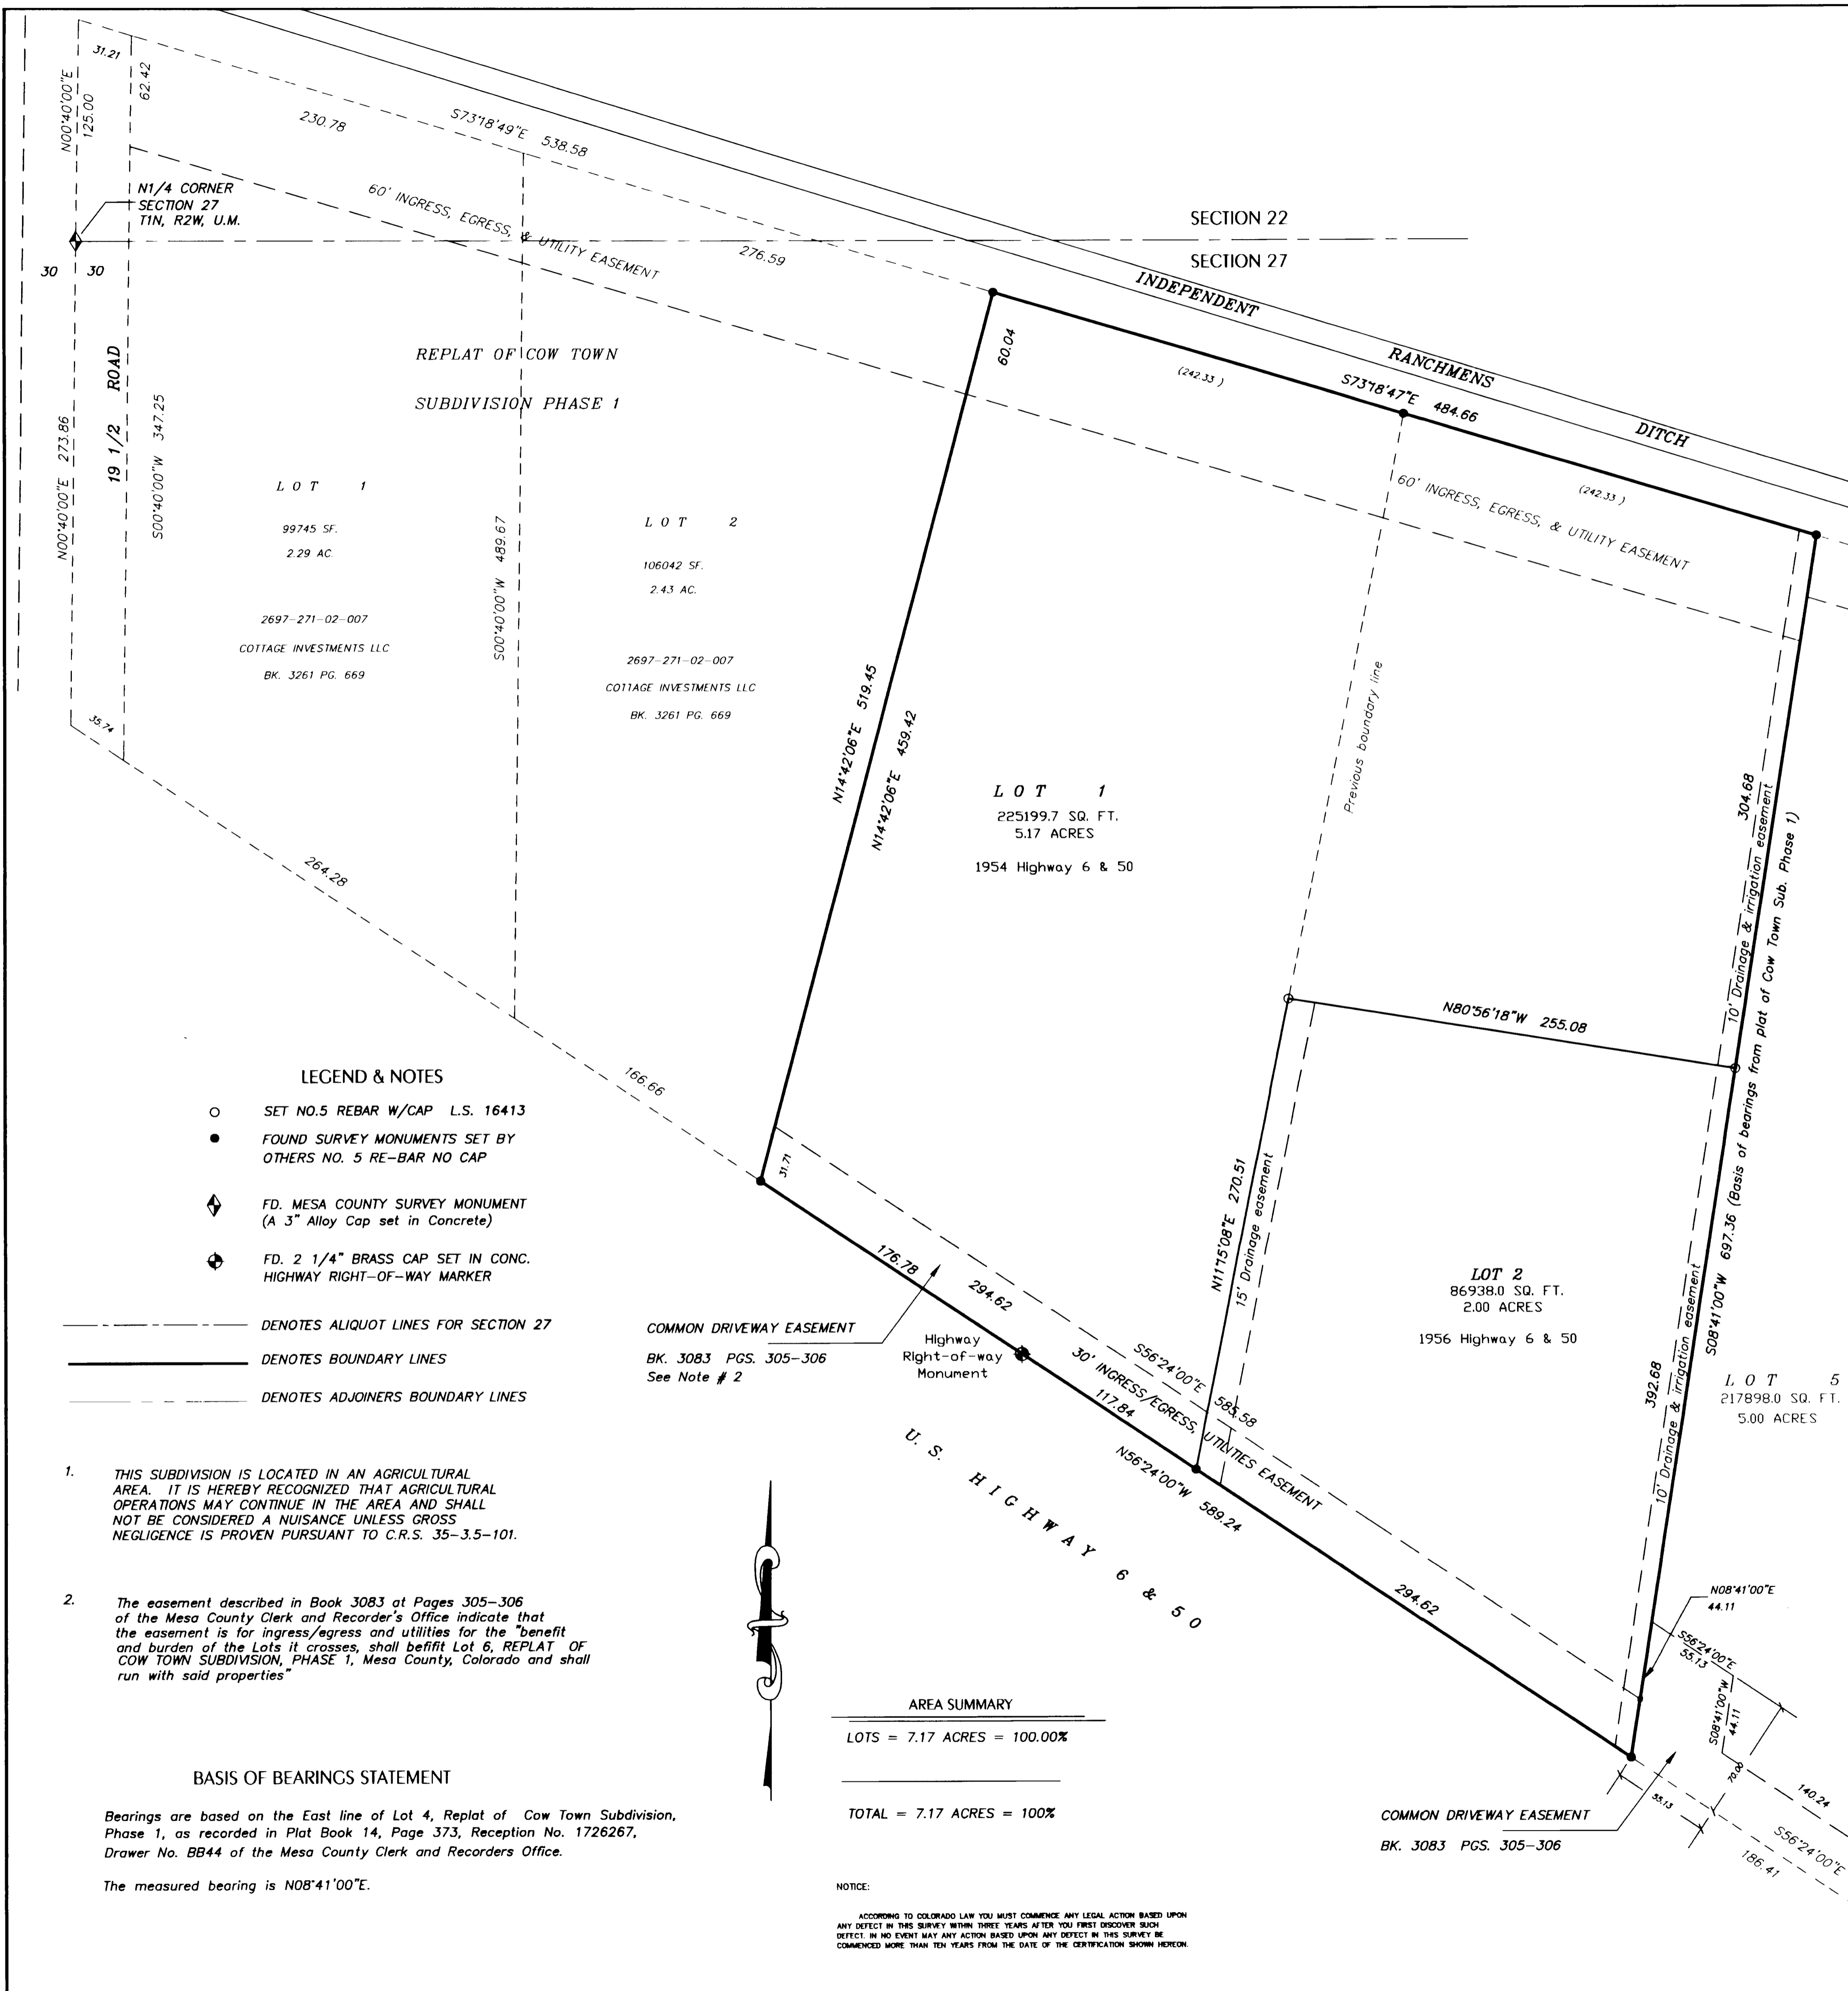 31.21
62.42
N00°40'00"E
125.00
230.78
S73°18'49"E 538.58
N1/4 CORNER
SECTION 27
T1N, R2W, U.M.
60' INGRESS, EGRESS, & UTILITY EASEMENT
276.59
SECTION 22
SECTION 27
30 30
INDEPENDENT RANCHMENS DITCH
60.04
(242.33 )
S73°18'47"E 484.66
(242.33 )
60' INGRESS, EGRESS, & UTILITY EASEMENT
N00°40'00"E 273.86
19 1/2 ROAD
S00°40'00"W 347.25
REPLAT OF COW TOWN
SUBDIVISION PHASE 1
LOT 1
99745 SF.
2.29 AC.
2697-271-02-007
COTTAGE INVESTMENTS LLC
BK. 3261 PG. 669
S00°40'00"W 489.67
LOT 2
106042 SF.
2.43 AC.
2697-271-02-007
COTTAGE INVESTMENTS LLC
BK. 3261 PG. 669
35.74
264.28
166.66
N14°42'06"E 519.45
N14°42'06"E 459.42
Previous boundary line
LOT 1
225199.7 SQ. FT.
5.17 ACRES
1954 Highway 6 & 50
304.68
10' Drainage & irrigation easement
S08°41'00"W 697.36 (Basis of bearings from plat of Cow Town Sub. Phase 1)
N80°56'18"W 255.08
N11°15'08"E 270.51
15' Drainage easement
LOT 2
86938.0 SQ. FT.
2.00 ACRES
1956 Highway 6 & 50
392.68
10' Drainage & irrigation easement
LOT 5
217898.0 SQ. FT.
5.00 ACRES
31.71
176.78
294.62
S56°24'00"E 585.58
30' INGRESS/EGRESS, UTILITIES EASEMENT
117.84
N56°24'00"W 589.24
294.62
COMMON DRIVEWAY EASEMENT
BK. 3083 PGS. 305-306
See Note # 2
Highway
Right-of-way
Monument
U. S. HIGHWAY 6 & 50
N08°41'00"E
44.11
S56°24'00"E
55.13
S08°41'00"W
44.11
70.00
55.13
140.24
S56°24'00"E
186.41
COMMON DRIVEWAY EASEMENT
BK. 3083 PGS. 305-306
LEGEND & NOTES
SET NO.5 REBAR W/CAP L.S. 16413
FOUND SURVEY MONUMENTS SET BY
OTHERS NO. 5 RE-BAR NO CAP
FD. MESA COUNTY SURVEY MONUMENT
(A 3" Alloy Cap set in Concrete)
FD. 2 1/4" BRASS CAP SET IN CONC.
HIGHWAY RIGHT-OF-WAY MARKER
DENOTES ALIQUOT LINES FOR SECTION 27
DENOTES BOUNDARY LINES
DENOTES ADJOINERS BOUNDARY LINES
1. THIS SUBDIVISION IS LOCATED IN AN AGRICULTURAL
AREA. IT IS HEREBY RECOGNIZED THAT AGRICULTURAL
OPERATIONS MAY CONTINUE IN THE AREA AND SHALL
NOT BE CONSIDERED A NUISANCE UNLESS GROSS
NEGLIGENCE IS PROVEN PURSUANT TO C.R.S. 35-3.5-101.
2. The easement described in Book 3083 at Pages 305-306
of the Mesa County Clerk and Recorder's Office indicate that
the easement is for ingress/egress and utilities for the "benefit
and burden of the Lots it crosses, shall befifit Lot 6, REPLAT OF
COW TOWN SUBDIVISION, PHASE 1, Mesa County, Colorado and shall
run with said properties"
BASIS OF BEARINGS STATEMENT
Bearings are based on the East line of Lot 4, Replat of Cow Town Subdivision,
Phase 1, as recorded in Plat Book 14, Page 373, Reception No. 1726267,
Drawer No. BB44 of the Mesa County Clerk and Recorders Office.
The measured bearing is N08°41'00"E.
AREA SUMMARY
LOTS = 7.17 ACRES = 100.00%
TOTAL = 7.17 ACRES = 100%
NOTICE:
ACCORDING TO COLORADO LAW YOU MUST COMMENCE ANY LEGAL ACTION BASED UPON
ANY DEFECT IN THIS SURVEY WITHIN THREE YEARS AFTER YOU FIRST DISCOVER SUCH
DEFECT. IN NO EVENT MAY ANY ACTION BASED UPON ANY DEFECT IN THIS SURVEY BE
COMMENCED MORE THAN TEN YEARS FROM THE DATE OF THE CERTIFICATION SHOWN HEREON.